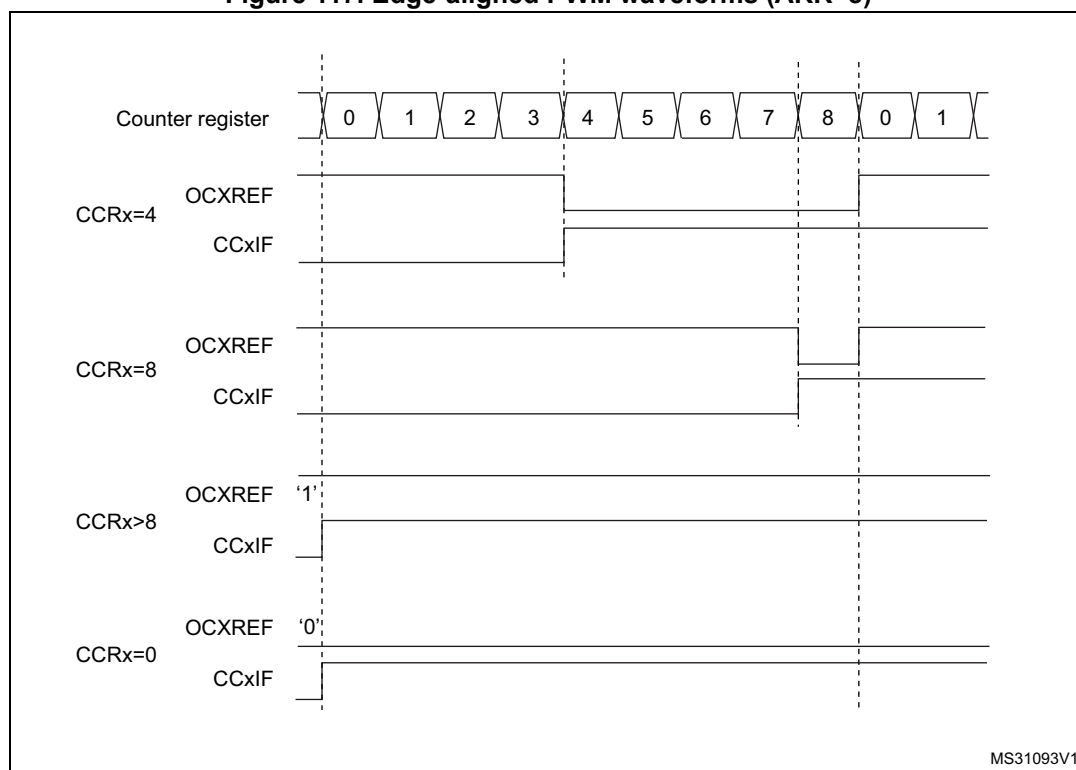 Counter register 0 1 2 3 4 5 6 7 8 0 1
OCXREF
CCRx=4
CCxIF
OCXREF
CCRx=8
CCxIF
OCXREF ‘1’
CCRx>8
CCxIF
OCXREF ‘0’
CCRx=0
CCxIF
MS31093V1